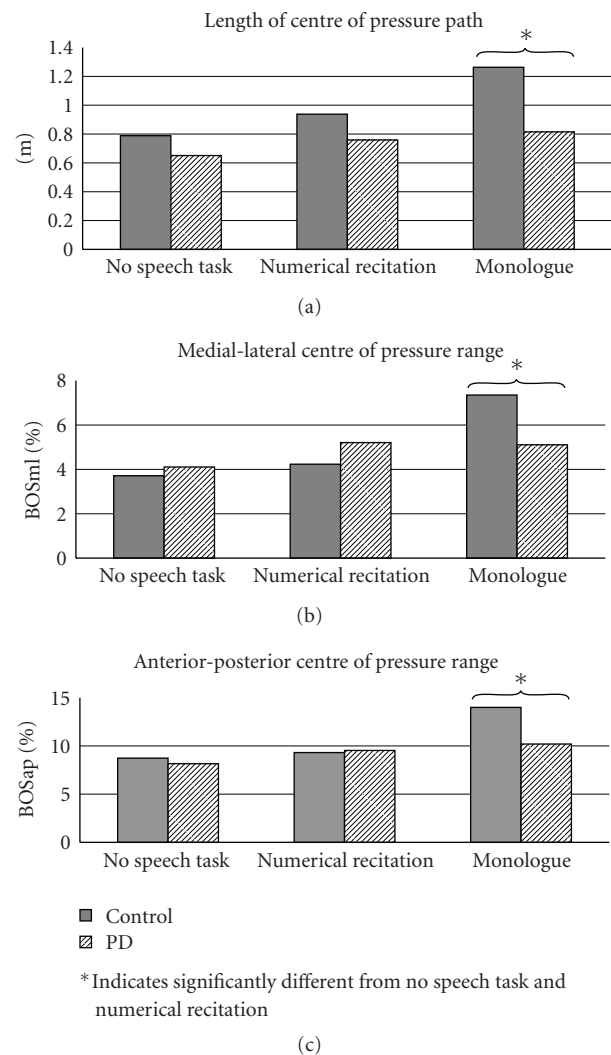 Length of centre of pressure path
*
1.4
1.2
1
0.8
0.6
0.4
0.2
0
(m)
No speech task Numerical recitation Monologue
(a)
Medial-lateral centre of pressure range
*
8
6
4
2
0
BOSml (%)
No speech task Numerical recitation Monologue
(b)
Anterior-posterior centre of pressure range
*
15
10
5
0
BOSap (%)
No speech task Numerical recitation Monologue
Control
PD
*Indicates significantly different from no speech task and
numerical recitation
(c)